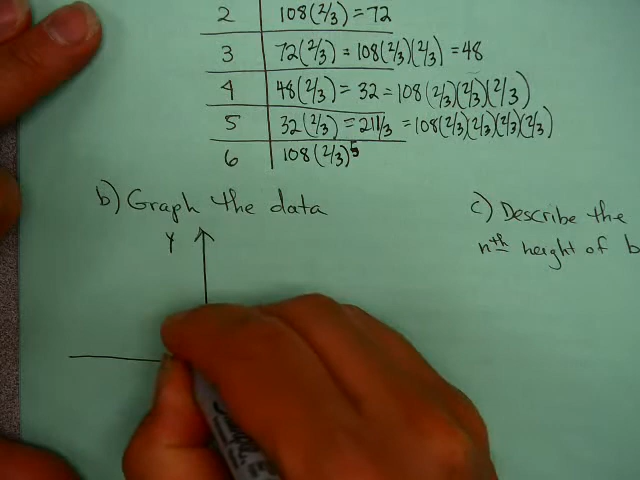 2 108(2/3) = 72
3 72(2/3) = 108(2/3)(2/3) = 48
4 48(2/3) = 32 = 108(2/3)(2/3)(2/3)
5 32(2/3) = 21 1/3 = 108(2/3)(2/3)(2/3)(2/3)
6 108(2/3)^5
b) Graph the data
y
c) Describe the
nth height of b